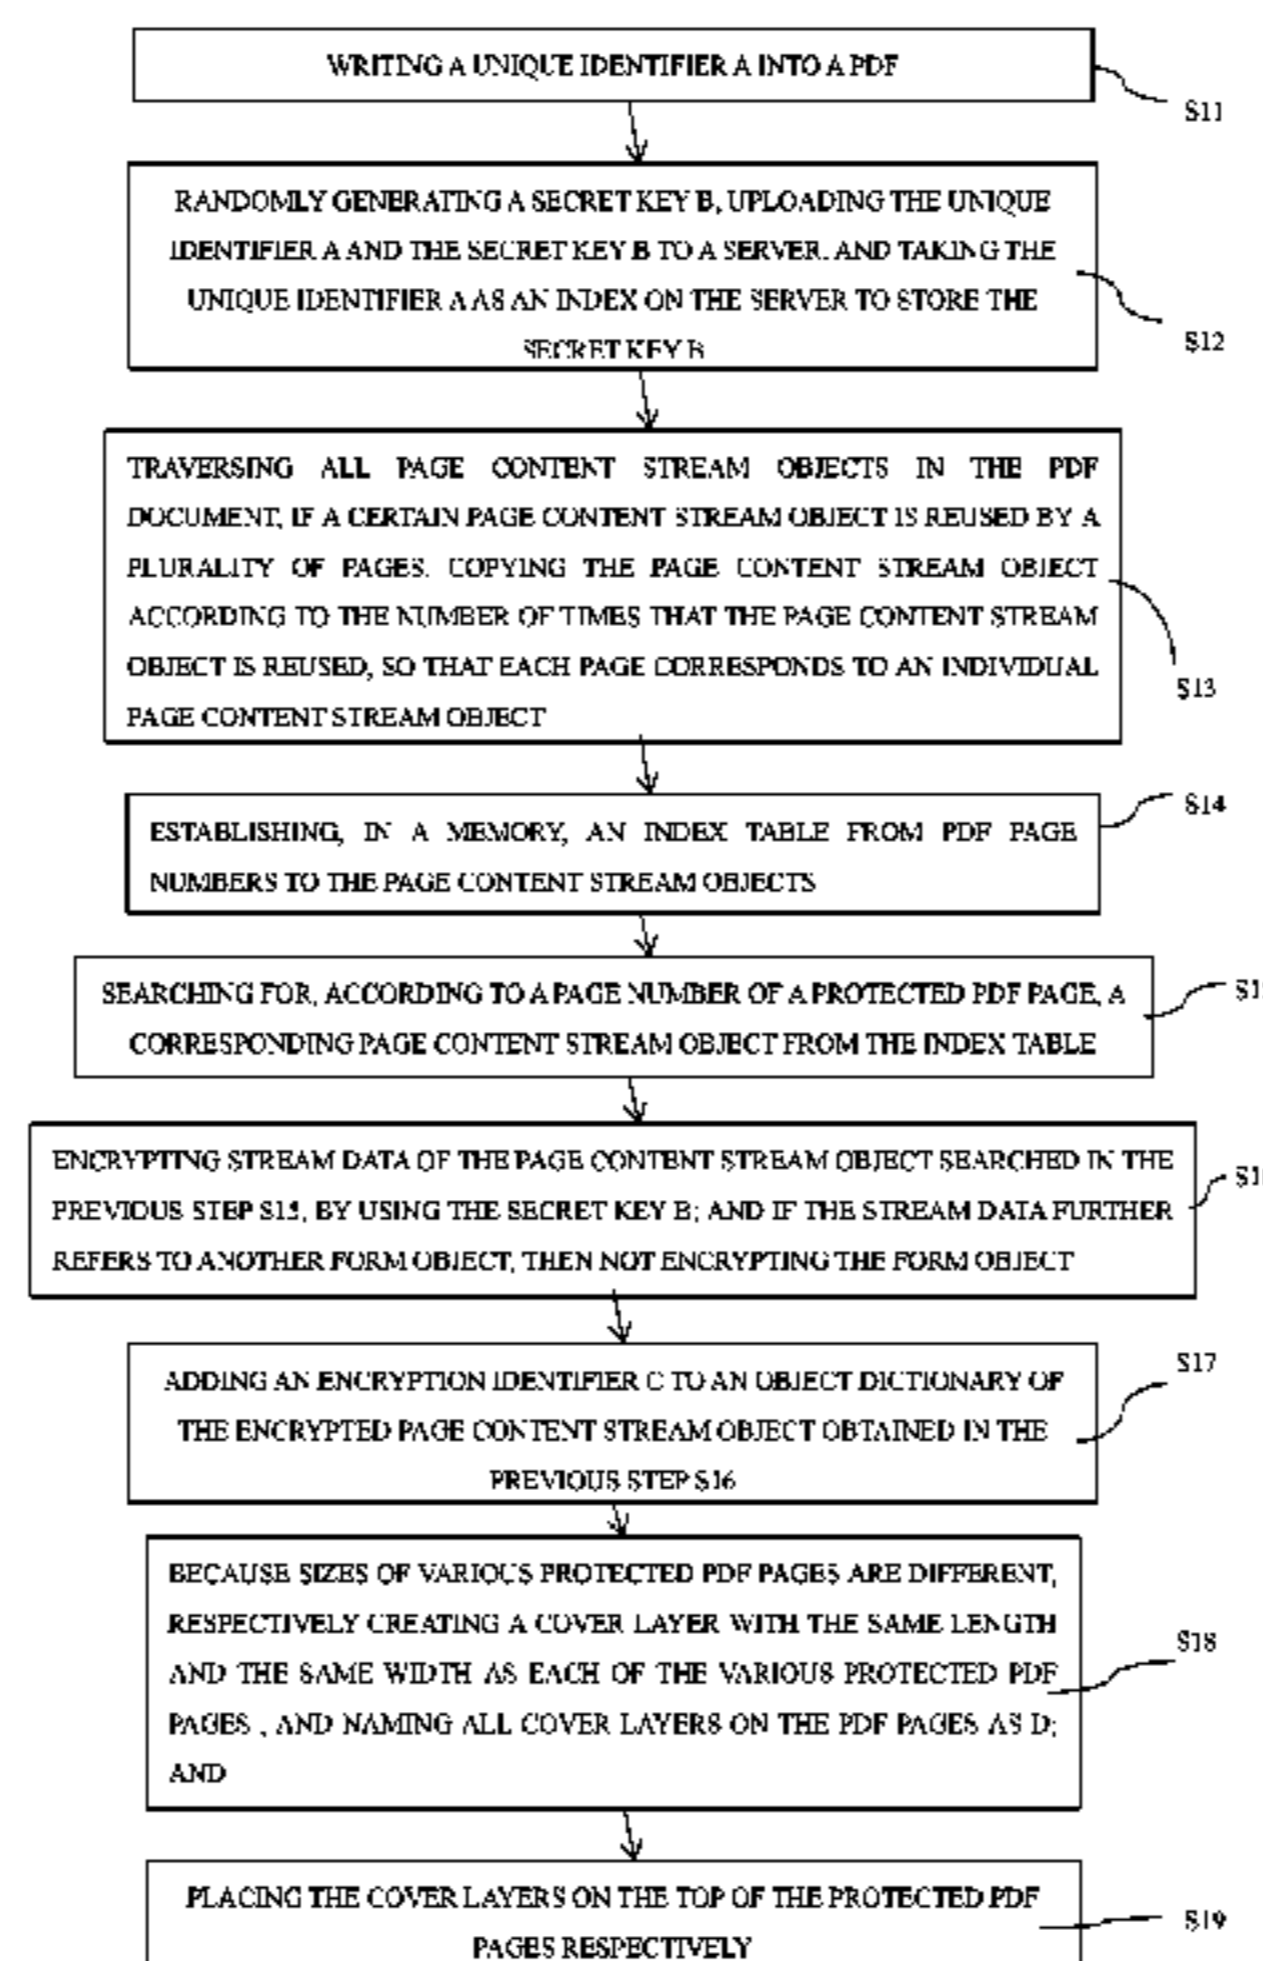 WRITING A UNIQUE IDENTIFIER A INTO A PDF
S11
RANDOMLY GENERATING A SECRET KEY B, UPLOADING THE UNIQUE
IDENTIFIER A AND THE SECRET KEY B TO A SERVER, AND TAKING THE
UNIQUE IDENTIFIER A AS AN INDEX ON THE SERVER TO STORE THE
SECRET KEY B
S12
TRAVERSING ALL PAGE CONTENT STREAM OBJECTS IN THE PDF
DOCUMENT, IF A CERTAIN PAGE CONTENT STREAM OBJECT IS REUSED BY A
PLURALITY OF PAGES, COPYING THE PAGE CONTENT STREAM OBJECT
ACCORDING TO THE NUMBER OF TIMES THAT THE PAGE CONTENT STREAM
OBJECT IS REUSED, SO THAT EACH PAGE CORRESPONDS TO AN INDIVIDUAL
PAGE CONTENT STREAM OBJECT
S13
S14
ESTABLISHING, IN A MEMORY, AN INDEX TABLE FROM PDF PAGE
NUMBERS TO THE PAGE CONTENT STREAM OBJECTS
SEARCHING FOR, ACCORDING TO A PAGE NUMBER OF A PROTECTED PDF PAGE, A
CORRESPONDING PAGE CONTENT STREAM OBJECT FROM THE INDEX TABLE
ENCRYPTING STREAM DATA OF THE PAGE CONTENT STREAM OBJECT SEARCHED IN THE
PREVIOUS STEP S15, BY USING THE SECRET KEY B; AND IF THE STREAM DATA FURTHER
REFERS TO ANOTHER FORM OBJECT, THEN NOT ENCRYPTING THE FORM OBJECT
S17
ADDING AN ENCRYPTION IDENTIFIER C TO AN OBJECT DICTIONARY OF
THE ENCRYPTED PAGE CONTENT STREAM OBJECT OBTAINED IN THE
PREVIOUS STEP S16
BECAUSE SIZES OF VARIOUS PROTECTED PDF PAGES ARE DIFFERENT,
RESPECTIVELY CREATING A COVER LAYER WITH THE SAME LENGTH
AND THE SAME WIDTH AS EACH OF THE VARIOUS PROTECTED PDF
PAGES , AND NAMING ALL COVER LAYERS ON THE PDF PAGES AS D;
AND
S18
PLACING THE COVER LAYERS ON THE TOP OF THE PROTECTED PDF
PAGES RESPECTIVELY
S19